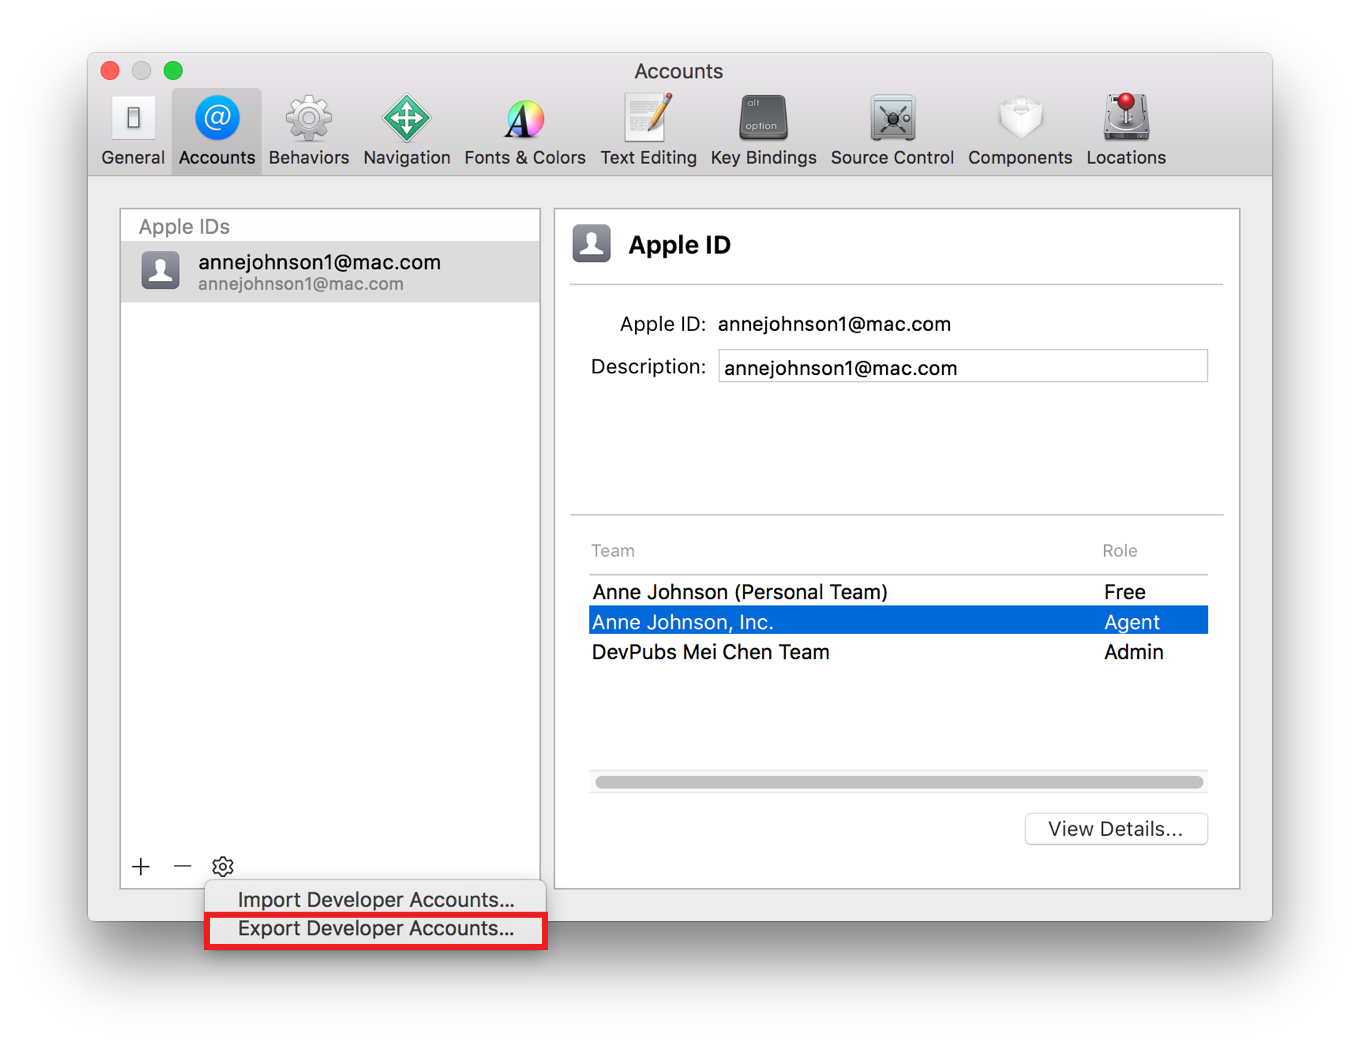 Accounts
alt
option
General Accounts Behaviors Navigation Fonts & Colors Text Editing Key Bindings Source Control Components Locations
Apple IDs
annejohnson1@mac.com
annejohnson1@mac.com
Apple ID
Apple ID: annejohnson1@mac.com
Description: annejohnson1@mac.com
Team Role
Anne Johnson (Personal Team) Free
Anne Johnson, Inc. Agent
DevPubs Mei Chen Team Admin
View Details...
Import Developer Accounts...
Export Developer Accounts...